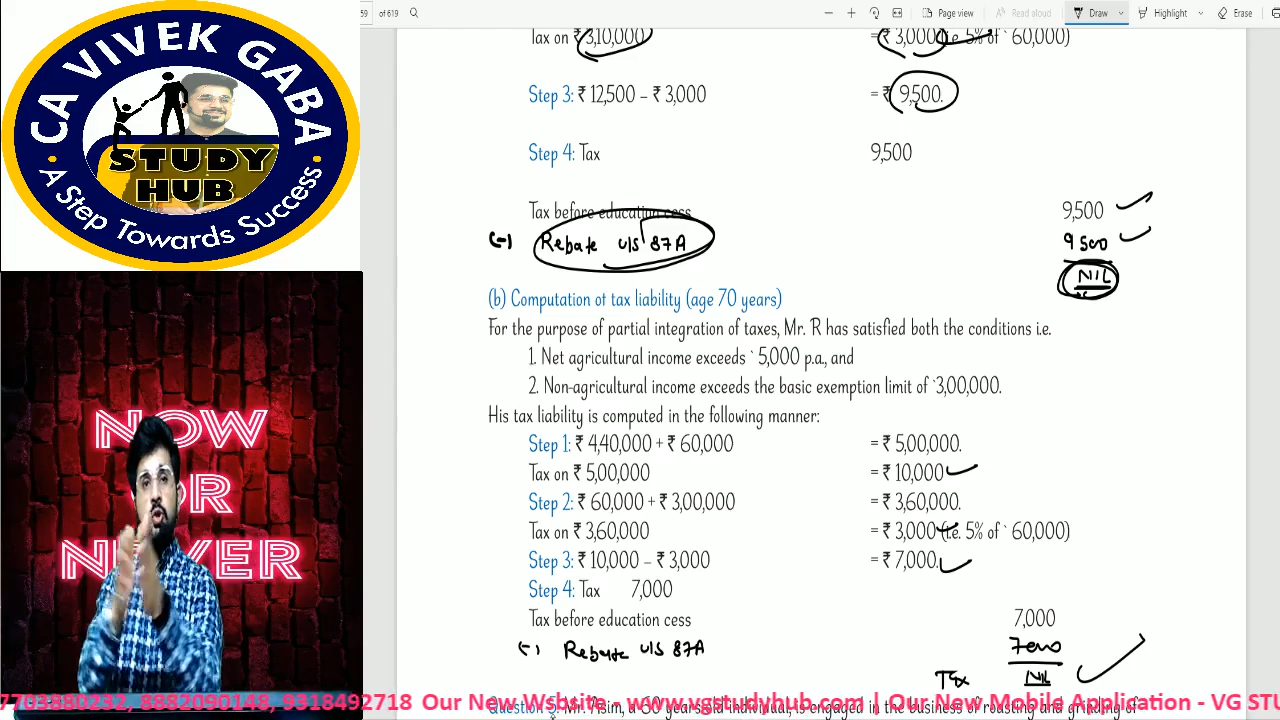 CA VIVEK GABA
STUDY
HUB
A Step Towards Success
NOW
OR
NEVER
59 of 619
Page view
Read aloud
Draw
Highlight
Erase
Tax on ₹ 3,10,000 = ₹ 3,000 (i.e 5% of ` 60,000)
Step 3: ₹ 12,500 – ₹ 3,000 = ₹ 9,500.
Step 4: Tax 9,500
Tax before education cess 9,500
(-) Rebate u/s 87A 9500
NIL
(b) Computation of tax liability (age 70 years)
For the purpose of partial integration of taxes, Mr. R has satisfied both the conditions i.e.
1. Net agricultural income exceeds ` 5,000 p.a., and
2. Non-agricultural income exceeds the basic exemption limit of `3,00,000.
His tax liability is computed in the following manner:
Step 1: ₹ 4,40,000 + ₹ 60,000 = ₹ 5,00,000.
Tax on ₹ 5,00,000 = ₹ 10,000
Step 2: ₹ 60,000 + ₹ 3,00,000 = ₹ 3,60,000.
Tax on ₹ 3,60,000 = ₹ 3,000 (i.e. 5% of ` 60,000)
Step 3: ₹ 10,000 – ₹ 3,000 = ₹ 7,000.
Step 4: Tax 7,000
Tax before education cess 7,000
(-) Rebate u/s 87A 7000
Tax NIL
7703880232, 8882090148, 9318492718 Our New Website - www.vgstudyhub.com Our New Mobile Application - VG ST